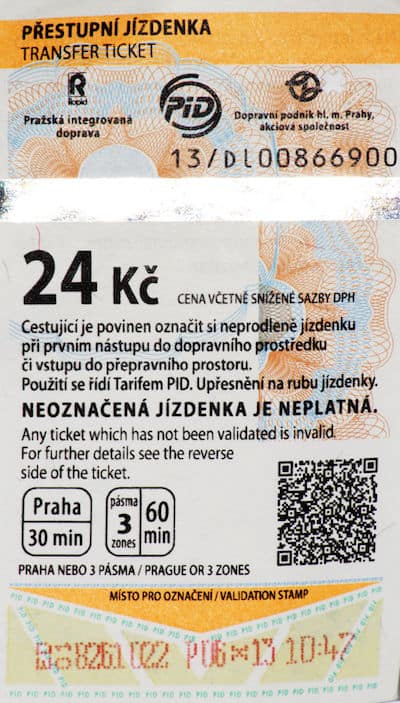 PŘESTUPNÍ JÍZDENKA
TRANSFER TICKET
Ropid
PID
Pražská integrovaná
doprava
Dopravní podnik hl. m. Prahy,
akciová společnost
13/DL00866900
24 Kč CENA VČETNĚ SNÍŽENÉ SAZBY DPH
Cestující je povinen označit si neprodleně jízdenku
při prvním nástupu do dopravního prostředku
či vstupu do přepravního prostoru.
Použití se řídí Tarifem PID. Upřesnění na rubu jízdenky.
NEOZNAČENÁ JÍZDENKA JE NEPLATNÁ.
Any ticket which has not been validated is invalid.
For further details see the reverse
side of the ticket.
Praha
30 min
pásma
3
zones
60
min
PRAHA NEBO 3 PÁSMA / PRAGUE OR 3 ZONES
MÍSTO PRO OZNAČENÍ / VALIDATION STAMP
8261022 P06 13 10:47